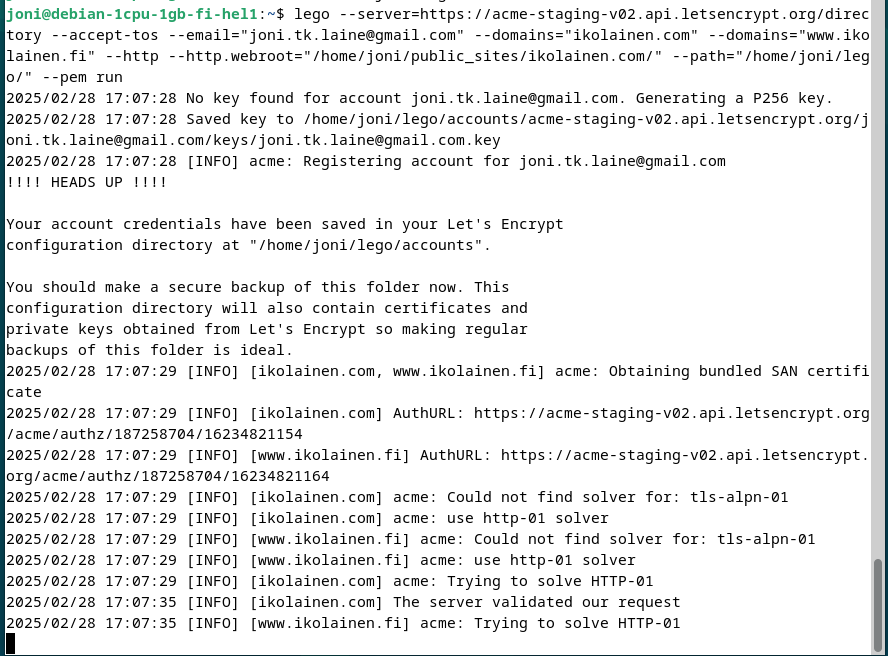 joni@debian-1cpu-1gb-fi-hel1:~$ lego --server=https://acme-staging-v02.api.letsencrypt.org/direc
tory --accept-tos --email="joni.tk.laine@gmail.com" --domains="ikolainen.com" --domains="www.iko
lainen.fi" --http --http.webroot="/home/joni/public_sites/ikolainen.com/" --path="/home/joni/leg
o/" --pem run
2025/02/28 17:07:28 No key found for account joni.tk.laine@gmail.com. Generating a P256 key.
2025/02/28 17:07:28 Saved key to /home/joni/lego/accounts/acme-staging-v02.api.letsencrypt.org/j
oni.tk.laine@gmail.com/keys/joni.tk.laine@gmail.com.key
2025/02/28 17:07:28 [INFO] acme: Registering account for joni.tk.laine@gmail.com
!!!! HEADS UP !!!!

Your account credentials have been saved in your Let's Encrypt
configuration directory at "/home/joni/lego/accounts".

You should make a secure backup of this folder now. This
configuration directory will also contain certificates and
private keys obtained from Let's Encrypt so making regular
backups of this folder is ideal.
2025/02/28 17:07:29 [INFO] [ikolainen.com, www.ikolainen.fi] acme: Obtaining bundled SAN certifi
cate
2025/02/28 17:07:29 [INFO] [ikolainen.com] AuthURL: https://acme-staging-v02.api.letsencrypt.org
/acme/authz/187258704/16234821154
2025/02/28 17:07:29 [INFO] [www.ikolainen.fi] AuthURL: https://acme-staging-v02.api.letsencrypt.
org/acme/authz/187258704/16234821164
2025/02/28 17:07:29 [INFO] [ikolainen.com] acme: Could not find solver for: tls-alpn-01
2025/02/28 17:07:29 [INFO] [ikolainen.com] acme: use http-01 solver
2025/02/28 17:07:29 [INFO] [www.ikolainen.fi] acme: Could not find solver for: tls-alpn-01
2025/02/28 17:07:29 [INFO] [www.ikolainen.fi] acme: use http-01 solver
2025/02/28 17:07:29 [INFO] [ikolainen.com] acme: Trying to solve HTTP-01
2025/02/28 17:07:35 [INFO] [ikolainen.com] The server validated our request
2025/02/28 17:07:35 [INFO] [www.ikolainen.fi] acme: Trying to solve HTTP-01